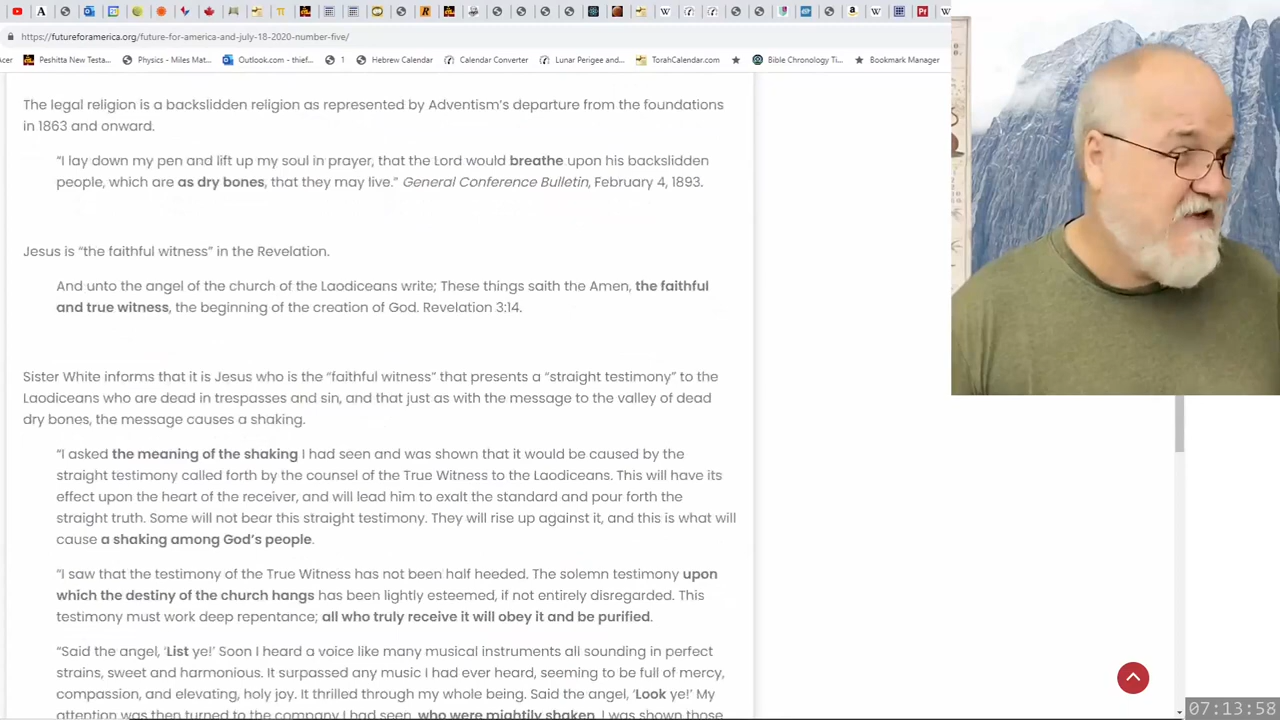 https://futureforamerica.org/future-for-america-and-july-18-2020-number-five/
Acer
Peshitta New Testa...
Physics - Miles Mat...
Outlook.com - thief...
1
Hebrew Calendar
Calendar Converter
Lunar Perigee and...
TorahCalendar.com
Bible Chronology Ti...
Bookmark Manager
The legal religion is a backslidden religion as represented by Adventism's departure from the foundations
in 1863 and onward.
“I lay down my pen and lift up my soul in prayer, that the Lord would breathe upon his backslidden
people, which are as dry bones, that they may live.” General Conference Bulletin, February 4, 1893.
Jesus is “the faithful witness” in the Revelation.
And unto the angel of the church of the Laodiceans write; These things saith the Amen, the faithful
and true witness, the beginning of the creation of God. Revelation 3:14.
Sister White informs that it is Jesus who is the “faithful witness” that presents a “straight testimony” to the
Laodiceans who are dead in trespasses and sin, and that just as with the message to the valley of dead
dry bones, the message causes a shaking.
“I asked the meaning of the shaking I had seen and was shown that it would be caused by the
straight testimony called forth by the counsel of the True Witness to the Laodiceans. This will have its
effect upon the heart of the receiver, and will lead him to exalt the standard and pour forth the
straight truth. Some will not bear this straight testimony. They will rise up against it, and this is what will
cause a shaking among God’s people.
“I saw that the testimony of the True Witness has not been half heeded. The solemn testimony upon
which the destiny of the church hangs has been lightly esteemed, if not entirely disregarded. This
testimony must work deep repentance; all who truly receive it will obey it and be purified.
“Said the angel, ‘List ye!’ Soon I heard a voice like many musical instruments all sounding in perfect
strains, sweet and harmonious. It surpassed any music I had ever heard, seeming to be full of mercy,
compassion, and elevating, holy joy. It thrilled through my whole being. Said the angel, ‘Look ye!’ My
attention was then turned to the company I had seen, who were mightily shaken. I was shown those
07:13:58